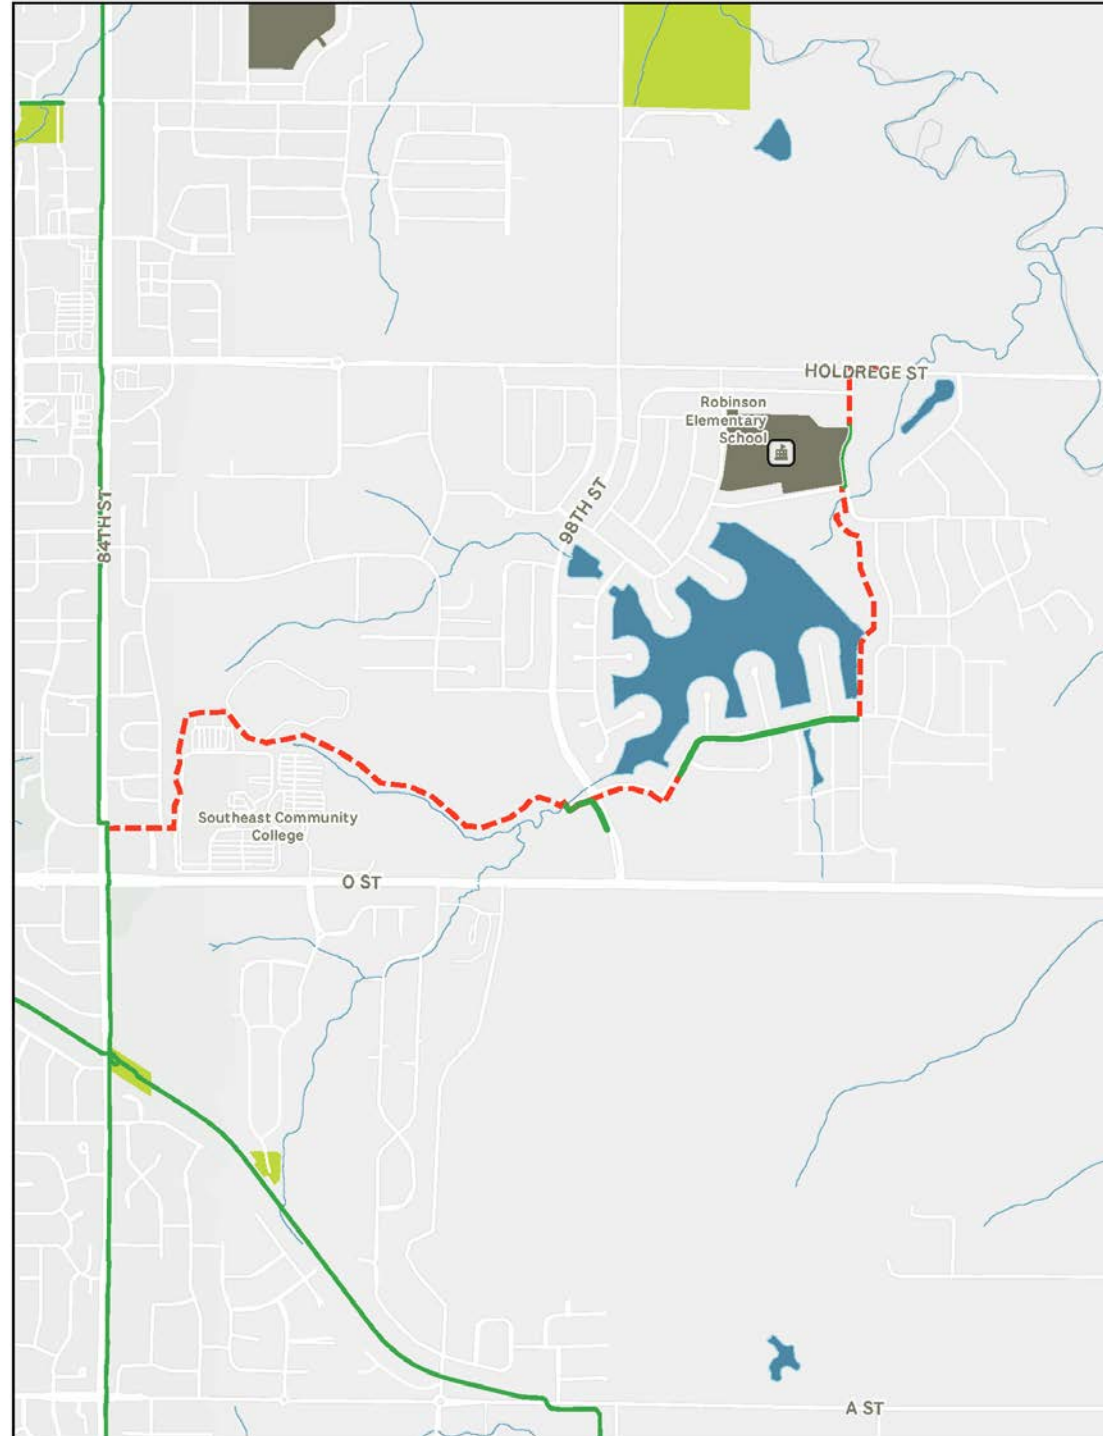 HOLDREGE ST
Robinson
Elementary
School
98TH ST
84TH ST
Southeast Community
College
O ST
A ST